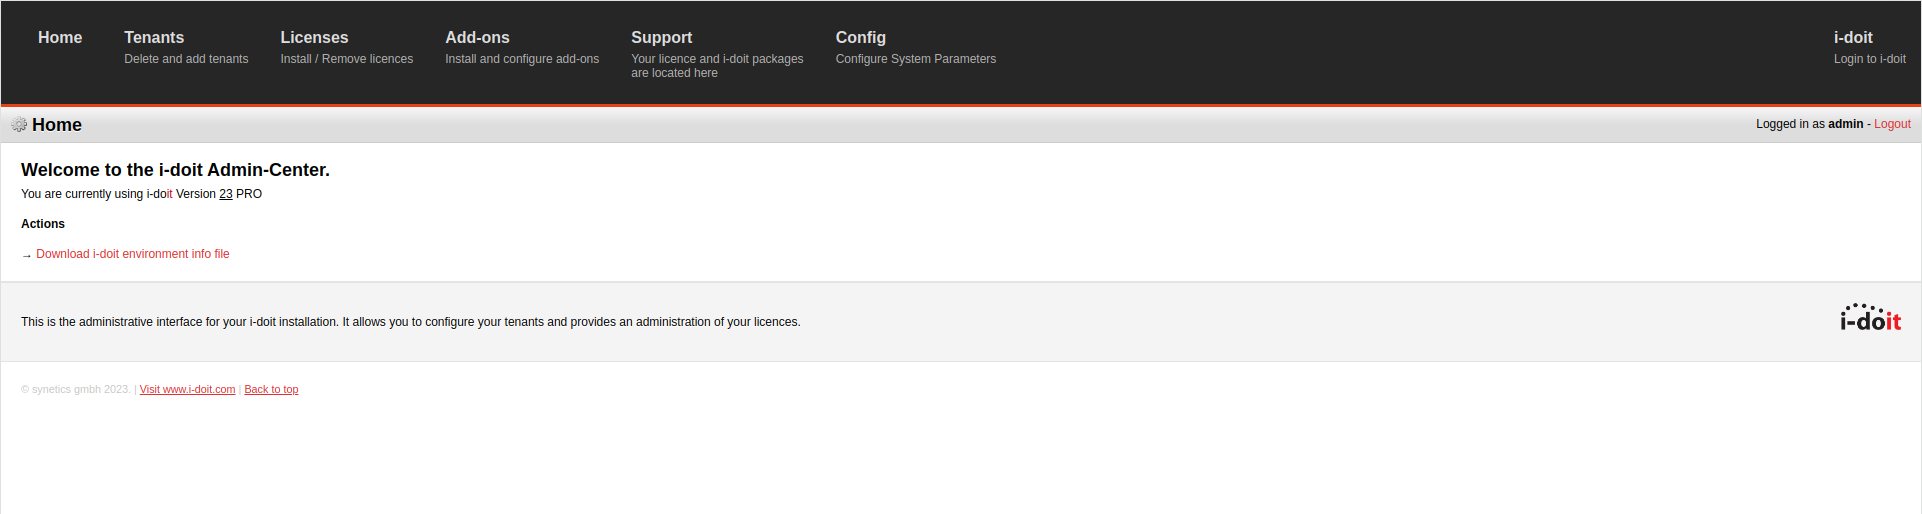 Home
Tenants
Delete and add tenants
Licenses
Install / Remove licences
Add-ons
Install and configure add-ons
Support
Your licence and i-doit packages
are located here
Config
Configure System Parameters
i-doit
Login to i-doit
Home
Logged in as admin - Logout
Welcome to the i-doit Admin-Center.
You are currently using i-doit Version 23 PRO
Actions
→ Download i-doit environment info file
This is the administrative interface for your i-doit installation. It allows you to configure your tenants and provides an administration of your licences.
i-doit
© synetics gmbh 2023. | Visit www.i-doit.com | Back to top